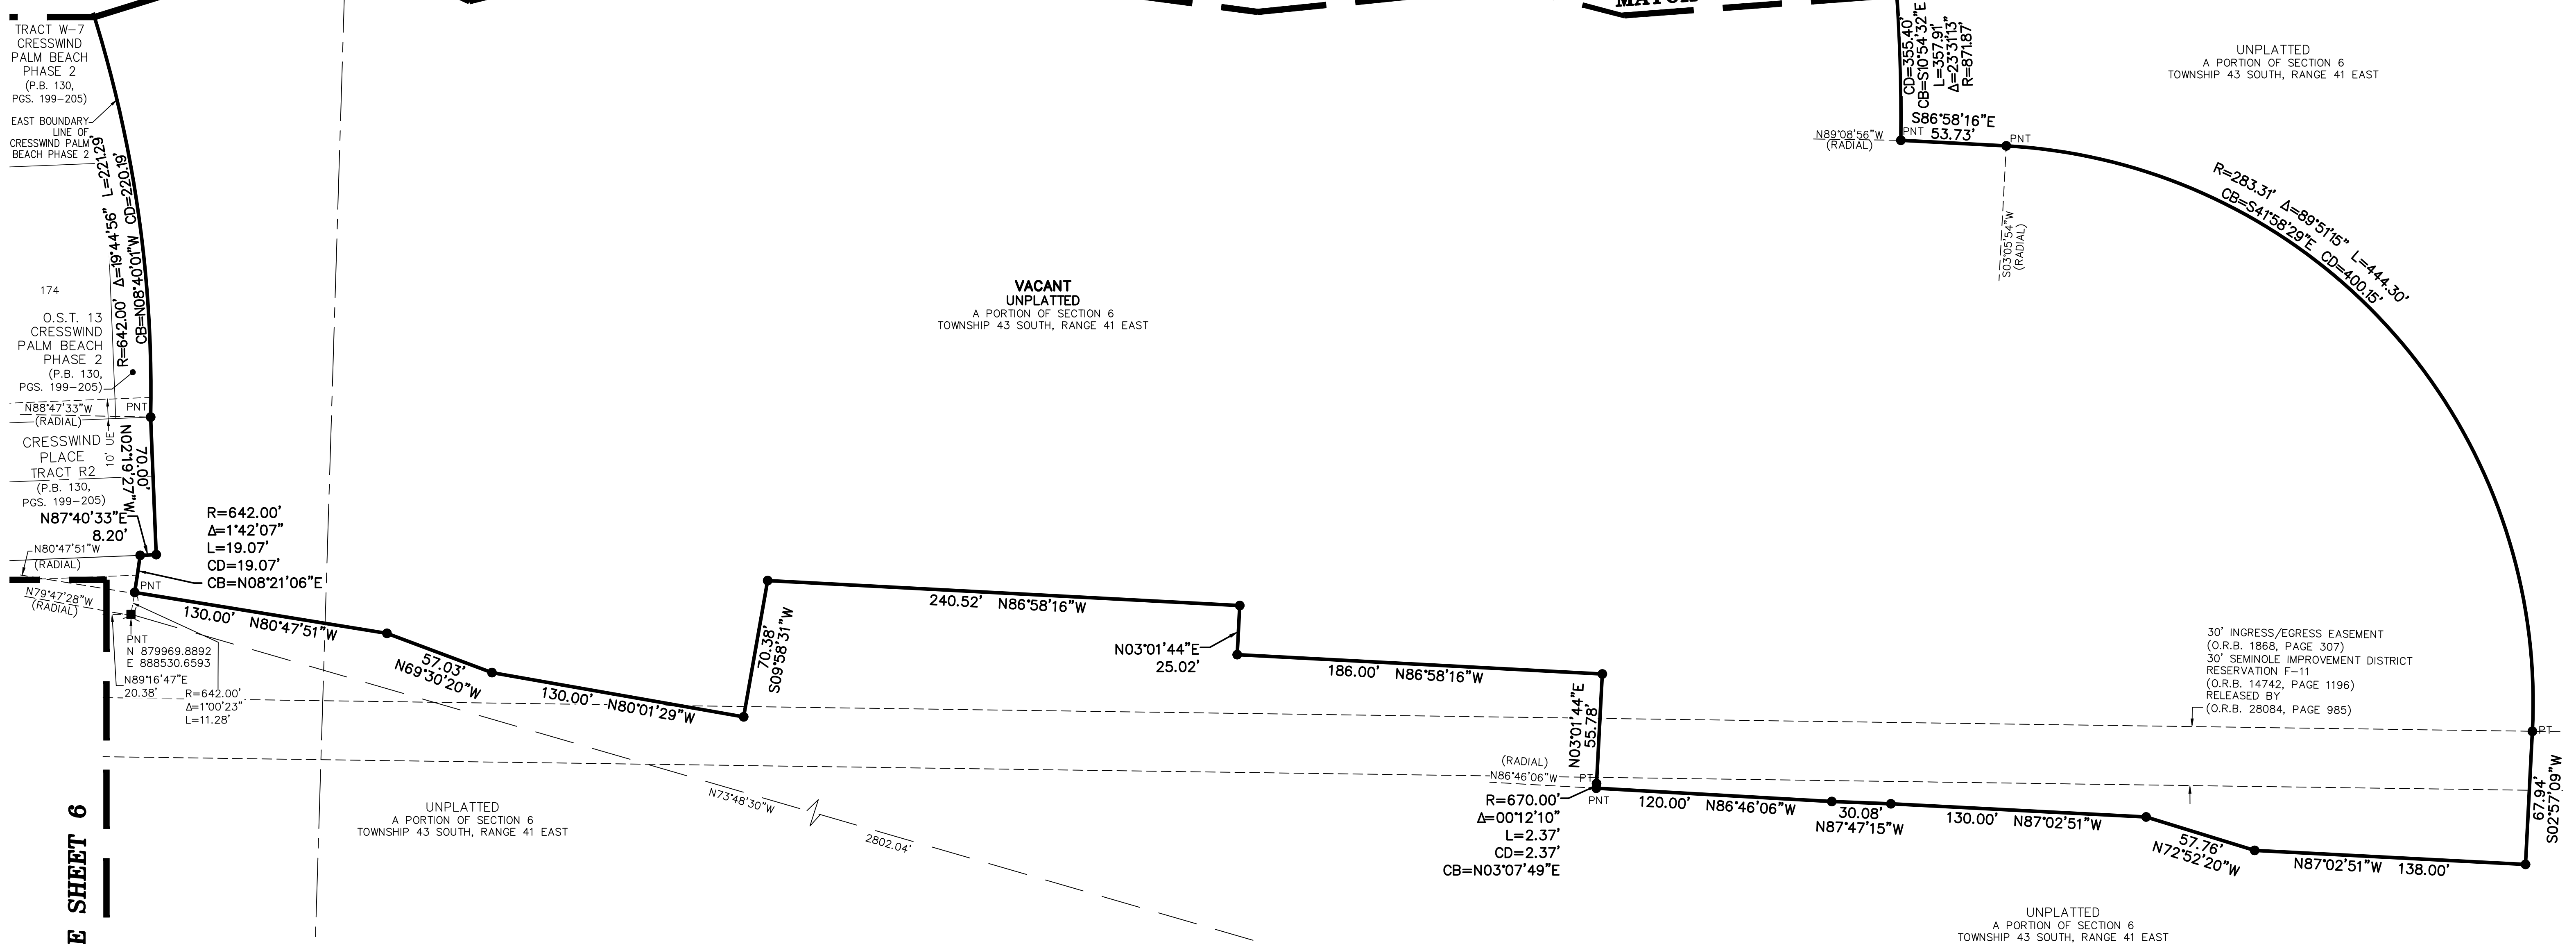 TRACT W-7
CRESSWIND
PALM BEACH
PHASE 2
(P.B. 130,
PGS. 199-205)
EAST BOUNDARY
LINE OF
CRESSWIND PALM
BEACH PHASE 2
R=642.00' Δ=19°44'56" L=221.29'
CB=N08°40'01"W CD=220.19'
174
O.S.T. 13
CRESSWIND
PALM BEACH
PHASE 2
(P.B. 130,
PGS. 199-205)
N88°47'33"W
(RADIAL)
PNT
CRESSWIND
PLACE
TRACT R2
(P.B. 130,
PGS. 199-205)
10' UE
N02°19'27"W
70.00'
N87°40'33"E
8.20'
R=642.00'
Δ=1°42'07"
L=19.07'
CD=19.07'
CB=N08°21'06"E
N80°47'51"W
(RADIAL)
PNT
N79°47'28"W
(RADIAL)
PNT
N 879969.8892
E 888530.6593
N89°16'47"E
20.38'
R=642.00'
Δ=1°00'23"
L=11.28'
130.00' N80°47'51"W
57.03'
N69°30'20"W
130.00' N80°01'29"W
70.38'
S09°58'31"W
240.52' N86°58'16"W
N03°01'44"E
25.02'
186.00' N86°58'16"W
N03°01'44"E
55.78'
VACANT
UNPLATTED
A PORTION OF SECTION 6
TOWNSHIP 43 SOUTH, RANGE 41 EAST
CD=355.40'
CB=S10°54'32"E
L=357.91'
Δ=23°31'13"
R=871.87'
UNPLATTED
A PORTION OF SECTION 6
TOWNSHIP 43 SOUTH, RANGE 41 EAST
N89°08'56"W
(RADIAL)
PNT
S86°58'16"E
53.73'
PNT
S03°05'54"W
(RADIAL)
R=283.31' Δ=89°51'15" L=444.30'
CB=S41°58'29"E CD=400.15'
30' INGRESS/EGRESS EASEMENT
(O.R.B. 1868, PAGE 307)
30' SEMINOLE IMPROVEMENT DISTRICT
RESERVATION F-11
(O.R.B. 14742, PAGE 1196)
RELEASED BY
(O.R.B. 28084, PAGE 985)
PT
67.94'
S02°57'09"W
(RADIAL)
N86°46'06"W
PT
PNT
R=670.00'
Δ=00°12'10"
L=2.37'
CD=2.37'
CB=N03°07'49"E
120.00' N86°46'06"W
30.08'
N87°47'15"W
130.00' N87°02'51"W
57.76'
N72°52'20"W
N87°02'51"W 138.00'
N73°48'30"W
2802.04'
UNPLATTED
A PORTION OF SECTION 6
TOWNSHIP 43 SOUTH, RANGE 41 EAST
UNPLATTED
A PORTION OF SECTION 6
TOWNSHIP 43 SOUTH, RANGE 41 EAST
E SHEET 6